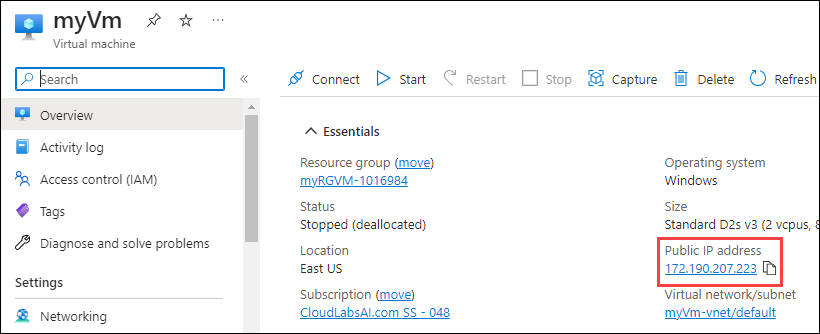 myVm
Virtual machine
Search
Connect Start Restart Stop Capture Delete Refresh
Overview
Activity log
Access control (IAM)
Tags
Diagnose and solve problems
Settings
Networking
Essentials
Resource group (move)
myRGVM-1016984
Status
Stopped (deallocated)
Location
East US
Subscription (move)
CloudLabsAI.com SS - 048
Operating system
Windows
Size
Standard D2s v3 (2 vcpus, 8
Public IP address
172.190.207.223
Virtual network/subnet
myVm-vnet/default